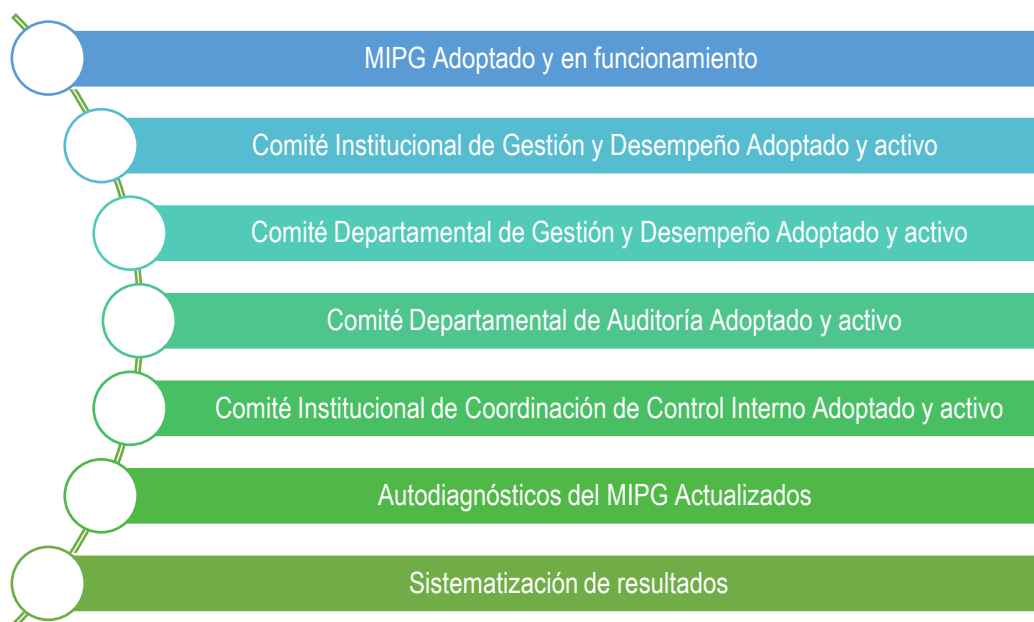 MIPG Adoptado y en funcionamiento
Comité Institucional de Gestión y Desempeño Adoptado y activo
Comité Departamental de Gestión y Desempeño Adoptado y activo
Comité Departamental de Auditoría Adoptado y activo
Comité Institucional de Coordinación de Control Interno Adoptado y activo
Autodiagnósticos del MIPG Actualizados
Sistematización de resultados